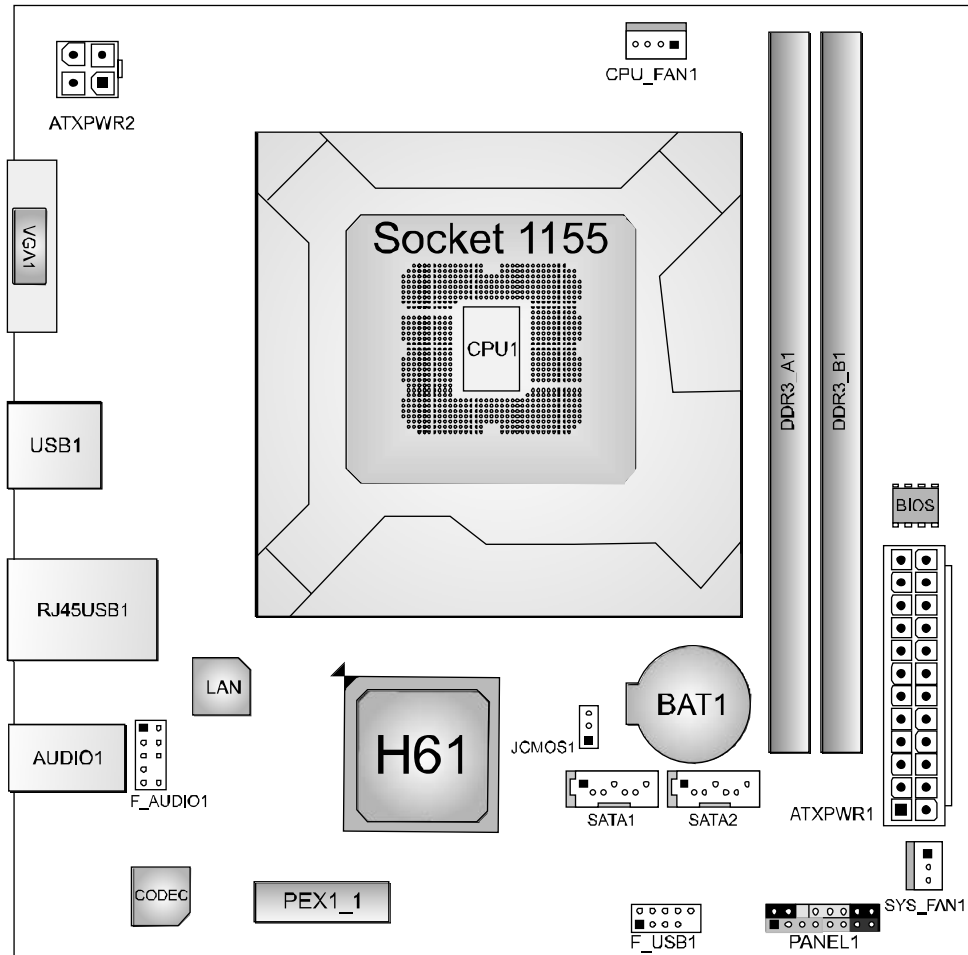 CPU_FAN1
ATXPWR2
VGA1
Socket 1155
CPU1
DDR3_A1
DDR3_B1
USB1
BIOS
RJ45USB1
LAN
BAT1
H61
JCMOS1
AUDIO1
F_AUDIO1
SATA1
SATA2
ATXPWR1
CODEC
PEX1_1
SYS_FAN1
F_USB1
PANEL1